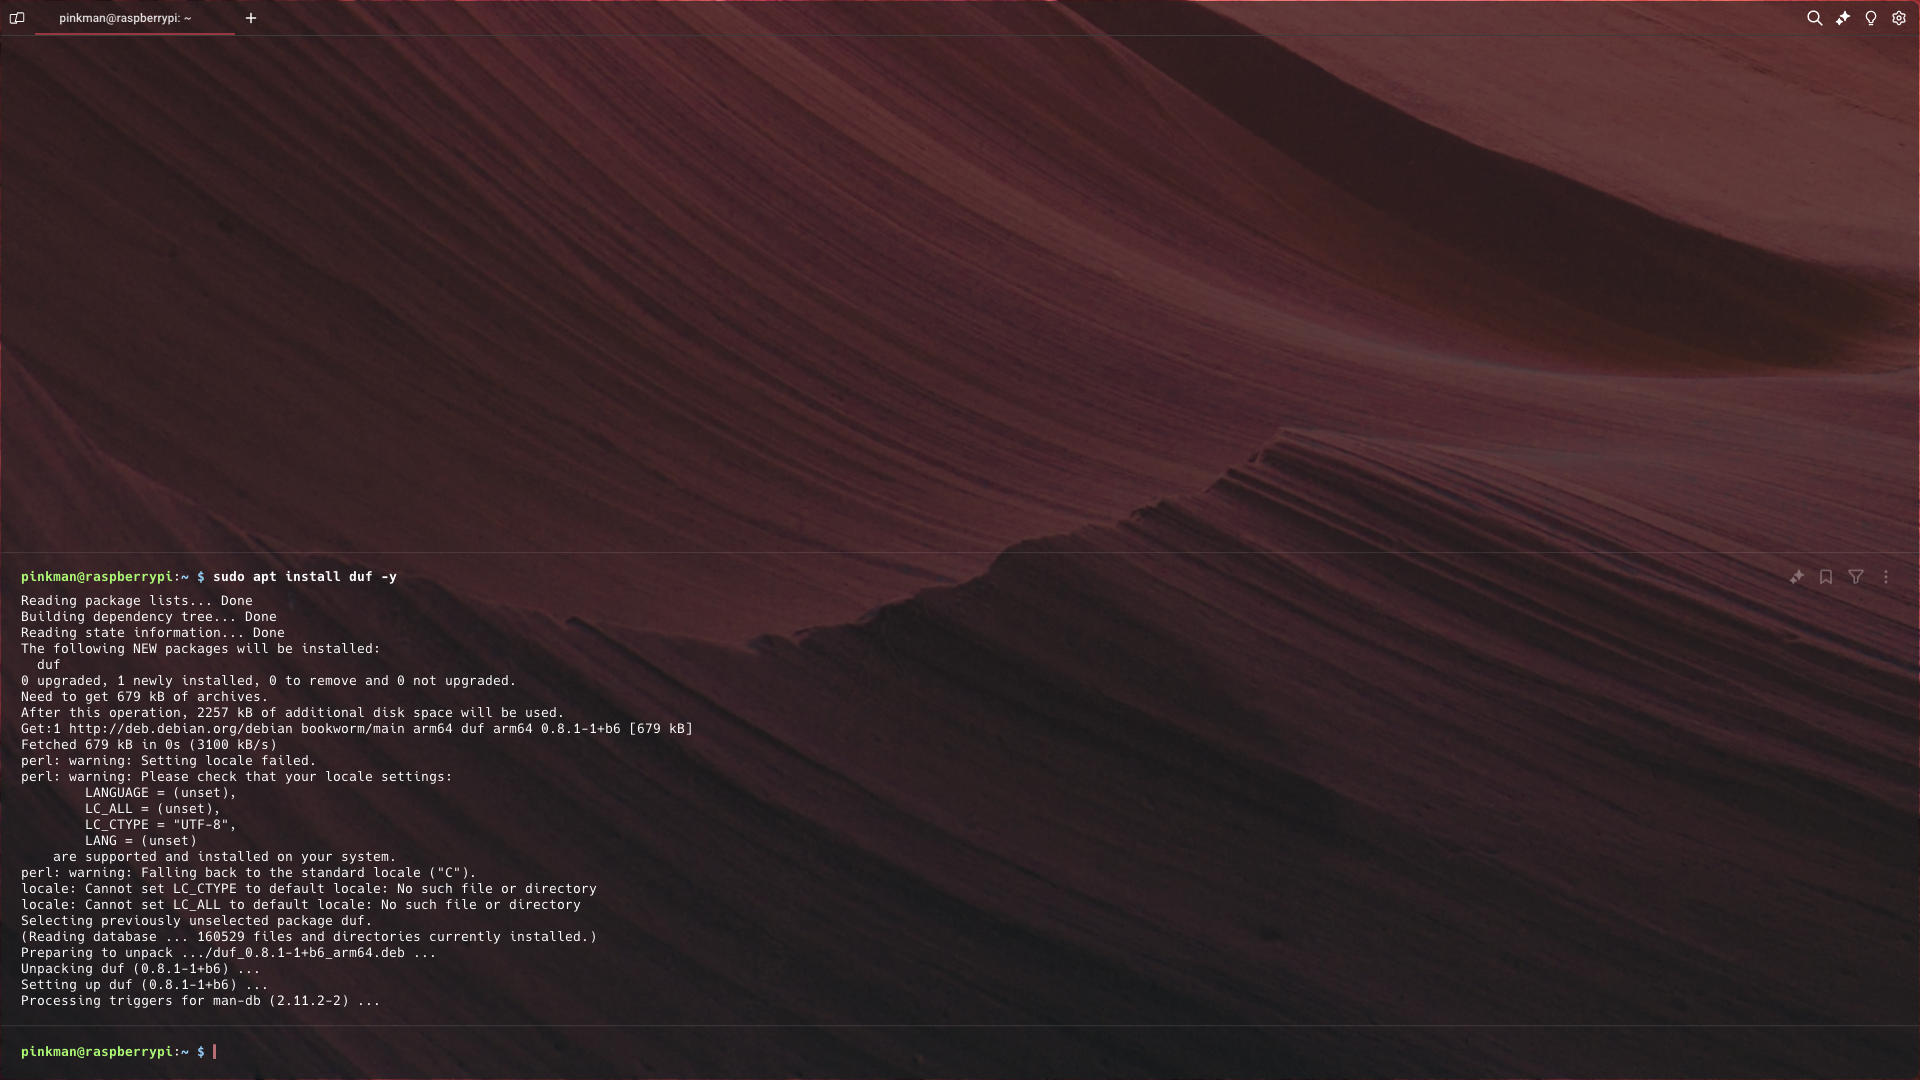 pinkman@raspberrypi: ~
pinkman@raspberrypi:~ $ sudo apt install duf -y
Reading package lists... Done
Building dependency tree... Done
Reading state information... Done
The following NEW packages will be installed:
  duf
0 upgraded, 1 newly installed, 0 to remove and 0 not upgraded.
Need to get 679 kB of archives.
After this operation, 2257 kB of additional disk space will be used.
Get:1 http://deb.debian.org/debian bookworm/main arm64 duf arm64 0.8.1-1+b6 [679 kB]
Fetched 679 kB in 0s (3100 kB/s)
perl: warning: Setting locale failed.
perl: warning: Please check that your locale settings:
        LANGUAGE = (unset),
        LC_ALL = (unset),
        LC_CTYPE = "UTF-8",
        LANG = (unset)
    are supported and installed on your system.
perl: warning: Falling back to the standard locale ("C").
locale: Cannot set LC_CTYPE to default locale: No such file or directory
locale: Cannot set LC_ALL to default locale: No such file or directory
Selecting previously unselected package duf.
(Reading database ... 160529 files and directories currently installed.)
Preparing to unpack .../duf_0.8.1-1+b6_arm64.deb ...
Unpacking duf (0.8.1-1+b6) ...
Setting up duf (0.8.1-1+b6) ...
Processing triggers for man-db (2.11.2-2) ...
pinkman@raspberrypi:~ $